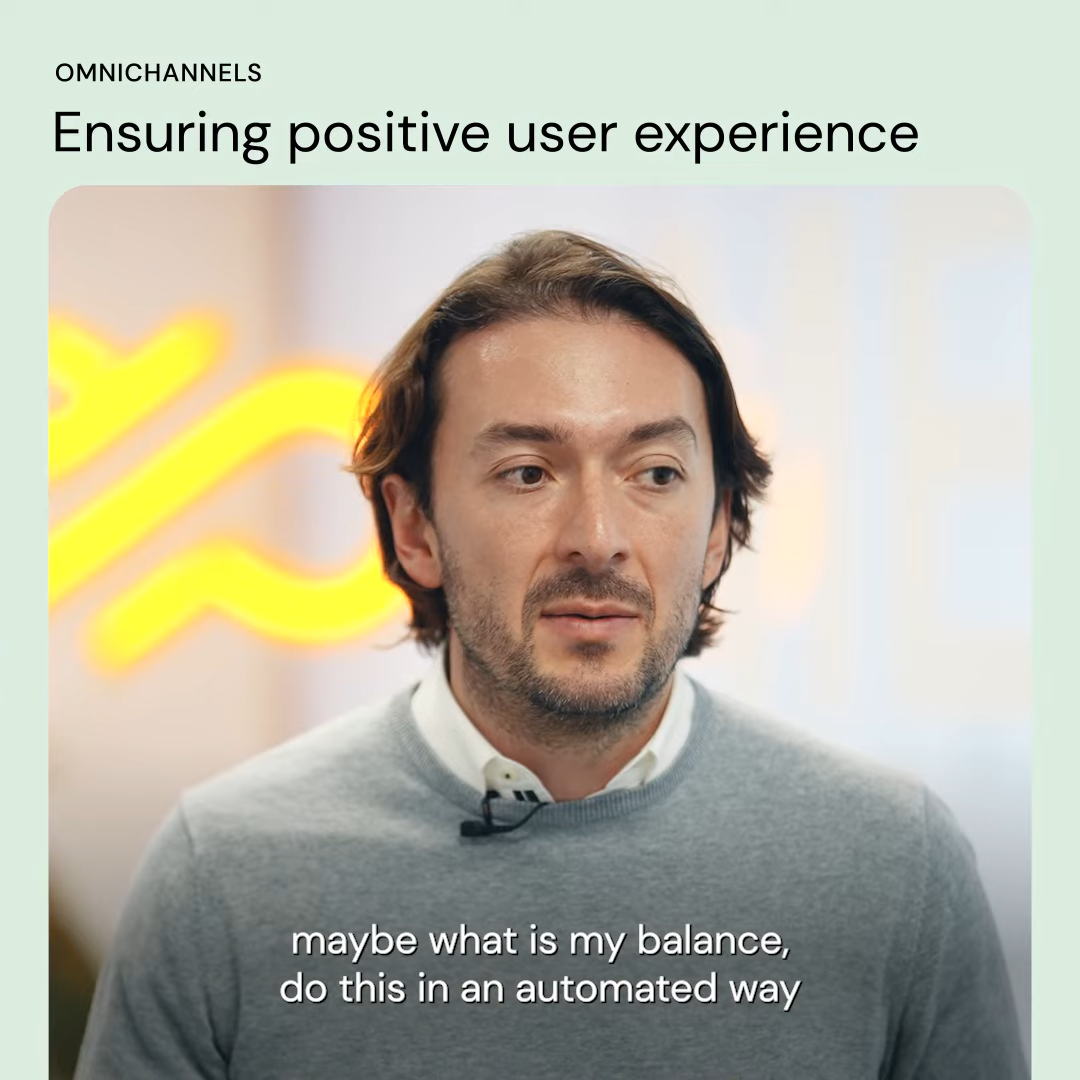 OMNICHANNELS
Ensuring positive user experience
maybe what is my balance,
do this in an automated way